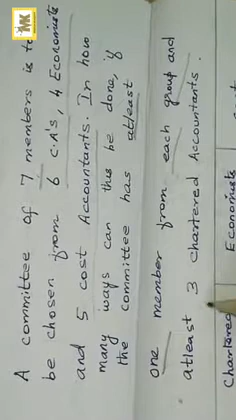 MK
A committee of 7 members is to
be chosen from 6 C.A's, 4 Economists
and 5 cost Accountants. In how
many ways can this be done, if
the committee has atleast
one member from each group and
atleast 3 chartered Accountants.
Chartered Economists